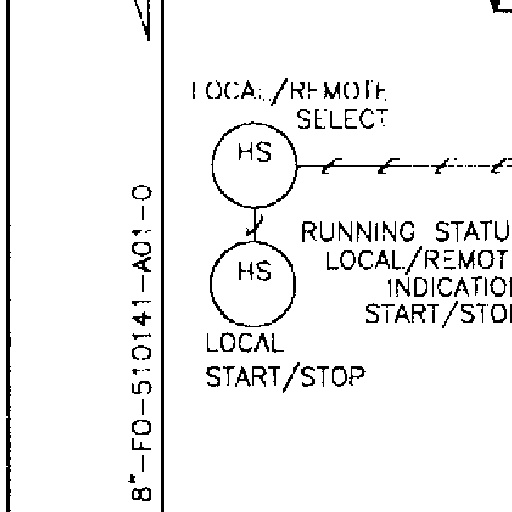 LOCAL/REMOTE
SELECT
HS
HS
LOCAL
START/STOP
RUNNING STATU
LOCAL/REMOT
INDICATIO
START/STO
8"-FO-510141-A01-0